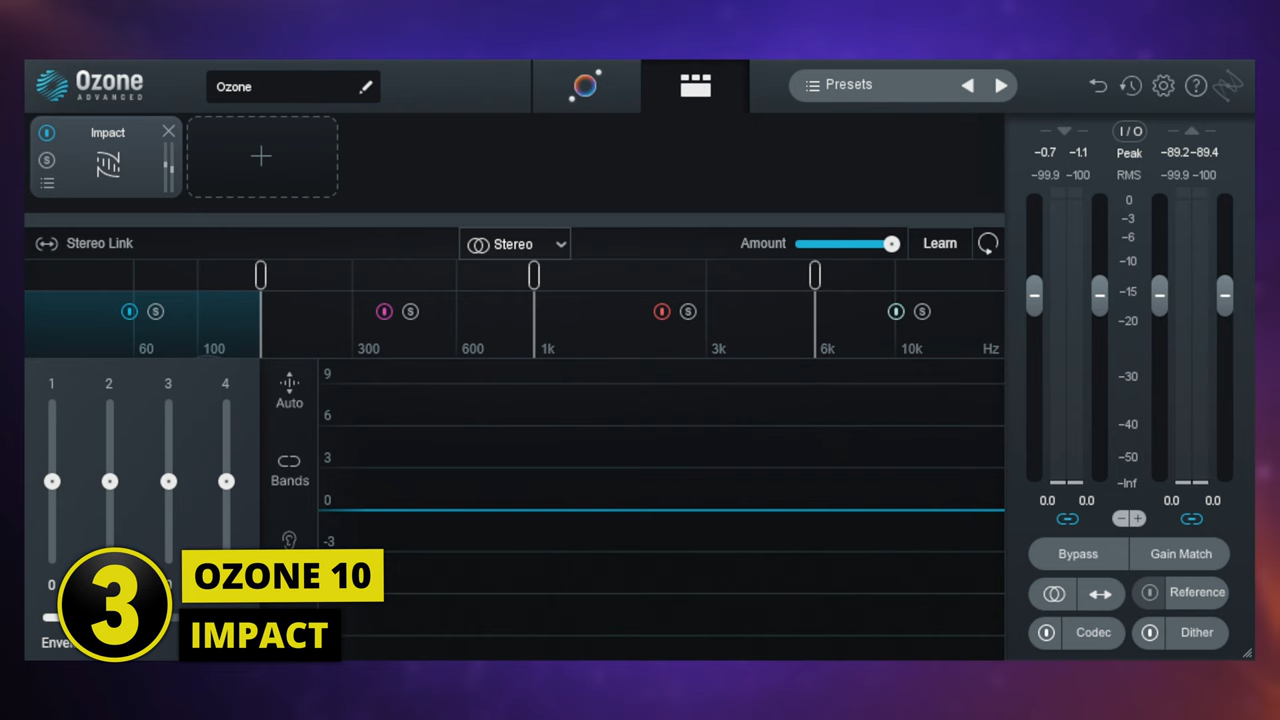 Ozone
ADVANCED
Ozone
Presets
Impact
S
I / O
-0.7 -1.1 Peak -89.2 -89.4
-99.9 -100 RMS -99.9 -100
Stereo Link
Stereo
Amount
Learn
S
S
S
S
60 100 300 600 1k 3k 6k 10k Hz
1 2 3 4
Auto
Bands
9
6
3
0
-3
0
0
-3
-6
-10
-15
-20
-30
-40
-50
-Inf
0.0 0.0 0.0 0.0
Bypass
Gain Match
Reference
Codec
Dither
3
OZONE 10
IMPACT